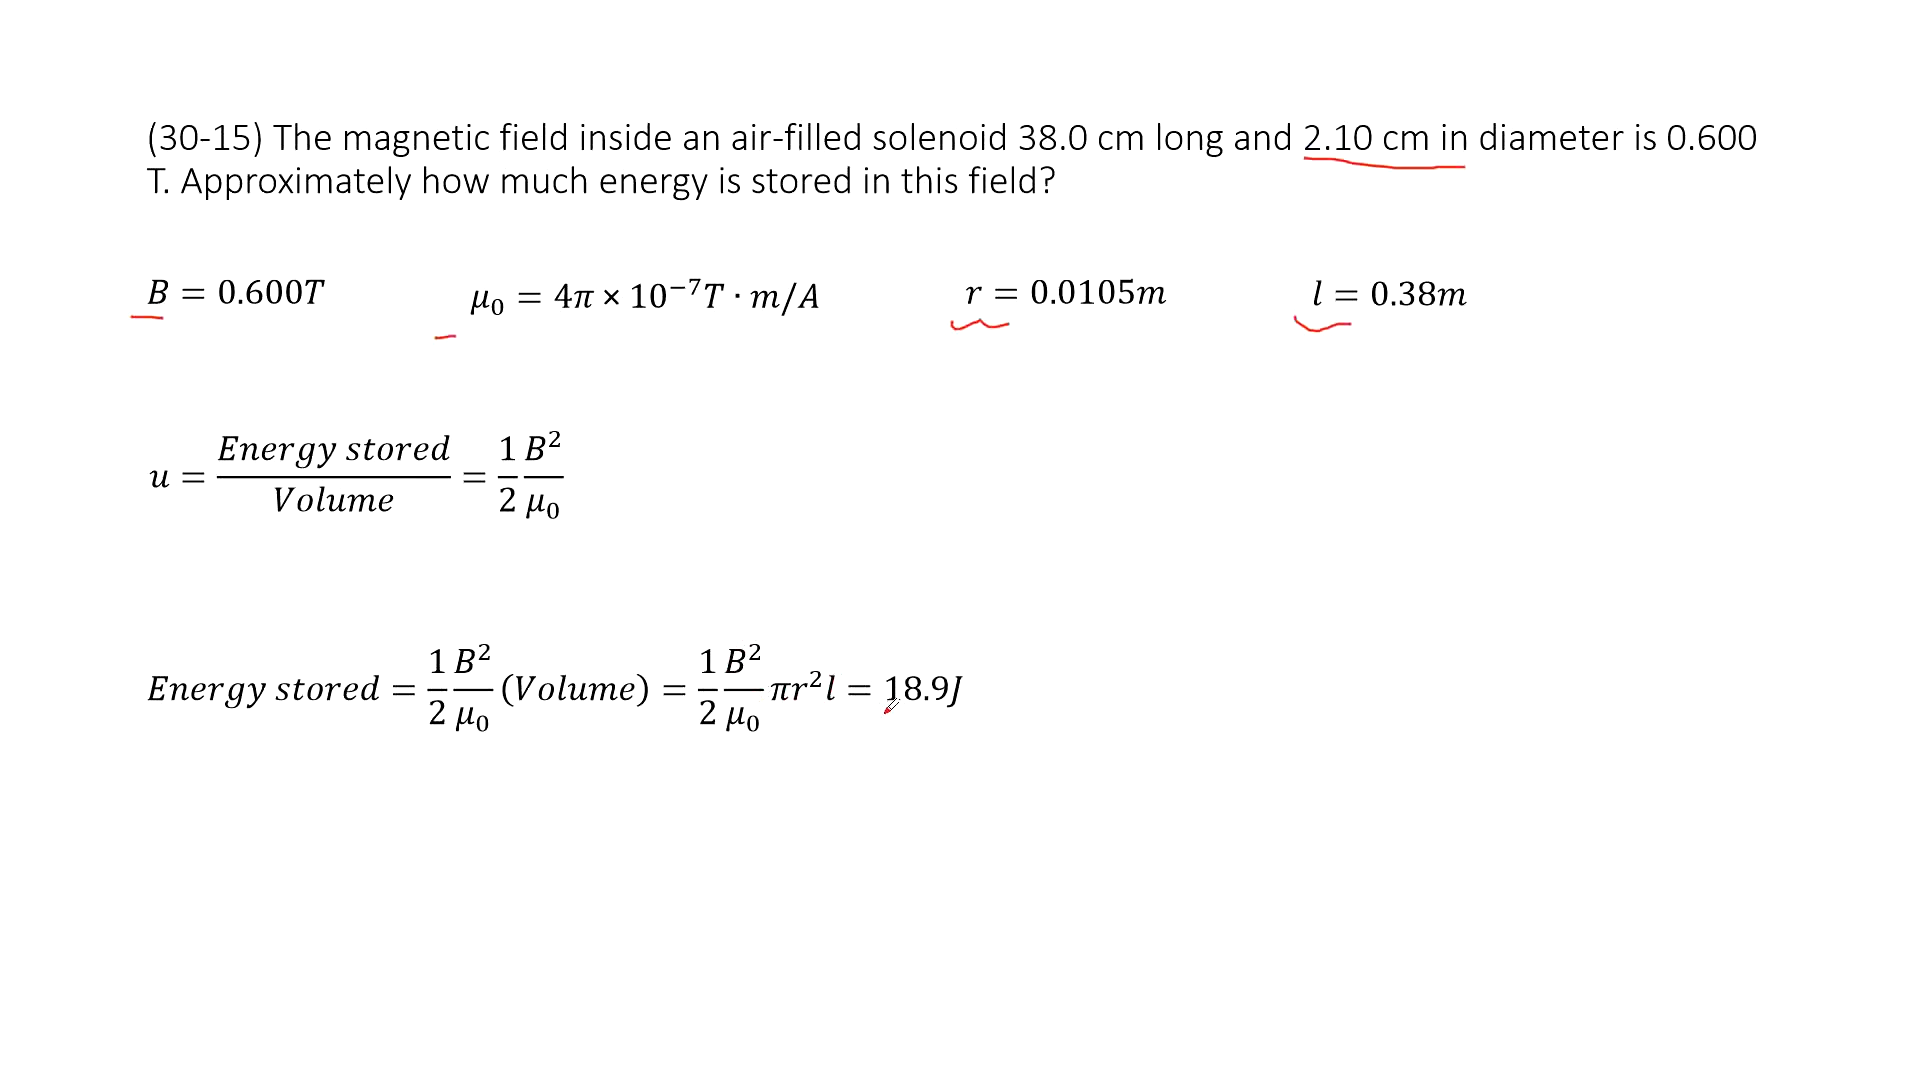 (30-15) The magnetic field inside an air-filled solenoid 38.0 cm long and 2.10 cm in diameter is 0.600
T. Approximately how much energy is stored in this field?
B = 0.600T μ₀ = 4π × 10⁻⁷T · m/A r = 0.0105m l = 0.38m
u = Energy stored / Volume = 1/2 B²/μ₀
Energy stored = 1/2 B²/μ₀ (Volume) = 1/2 B²/μ₀ πr²l = 18.9J